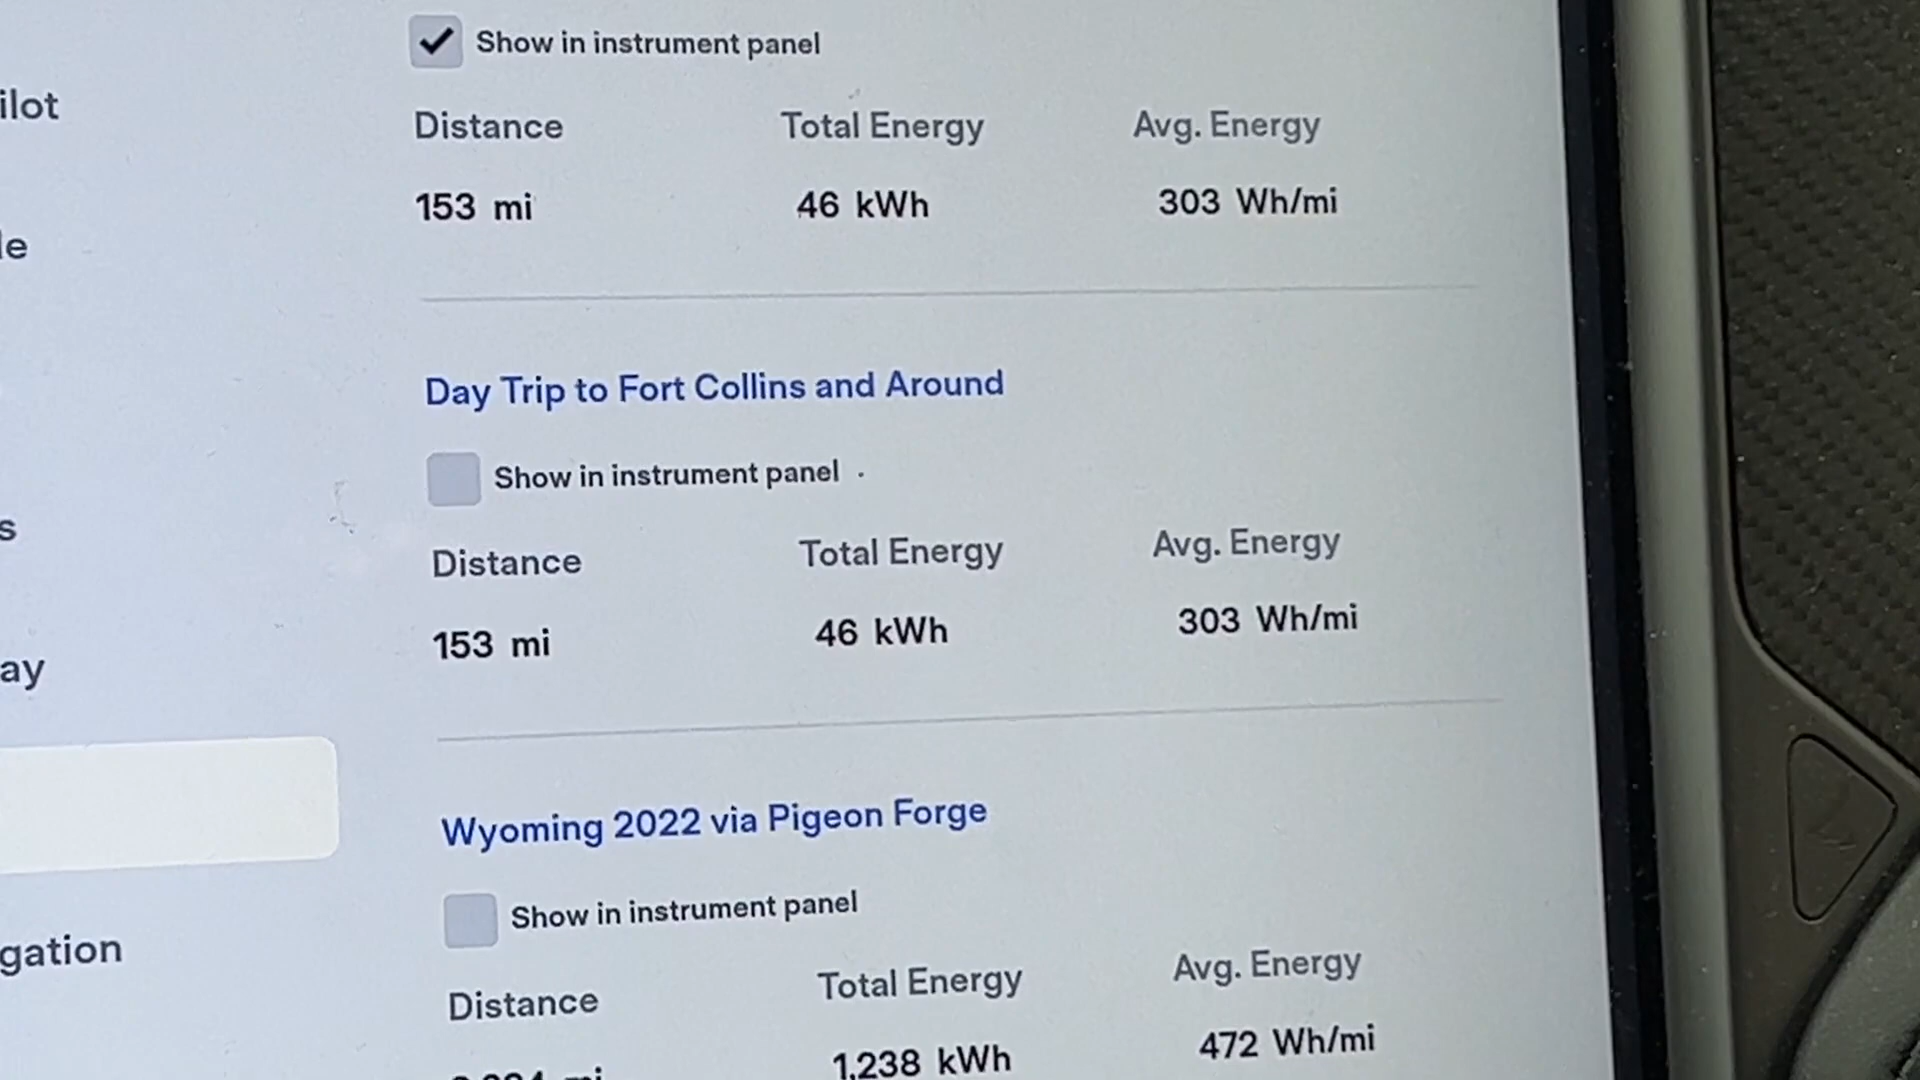 Show in instrument panel
ilot
Distance Total Energy Avg. Energy
153 mi 46 kWh 303 Wh/mi
le
Day Trip to Fort Collins and Around
Show in instrument panel
s
Distance Total Energy Avg. Energy
153 mi 46 kWh 303 Wh/mi
ay
Wyoming 2022 via Pigeon Forge
Show in instrument panel
gation
Distance Total Energy Avg. Energy
mi 1,238 kWh 472 Wh/mi